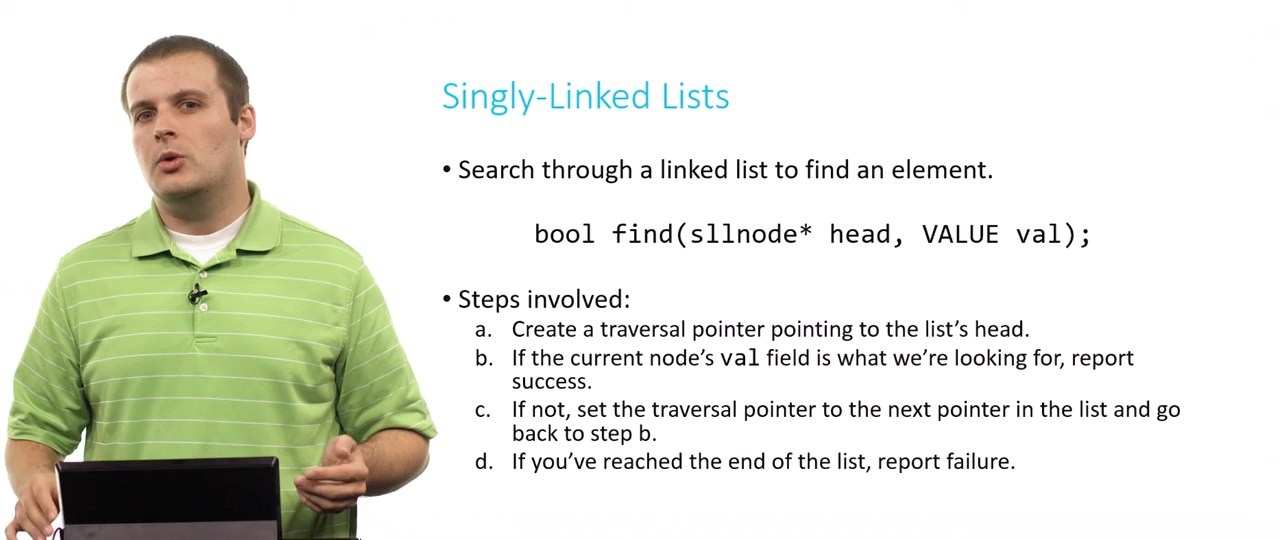 Singly-Linked Lists
• Search through a linked list to find an element.
bool find(sllnode* head, VALUE val);
• Steps involved:
a. Create a traversal pointer pointing to the list’s head.
b. If the current node’s val field is what we’re looking for, report
success.
c. If not, set the traversal pointer to the next pointer in the list and go
back to step b.
d. If you’ve reached the end of the list, report failure.